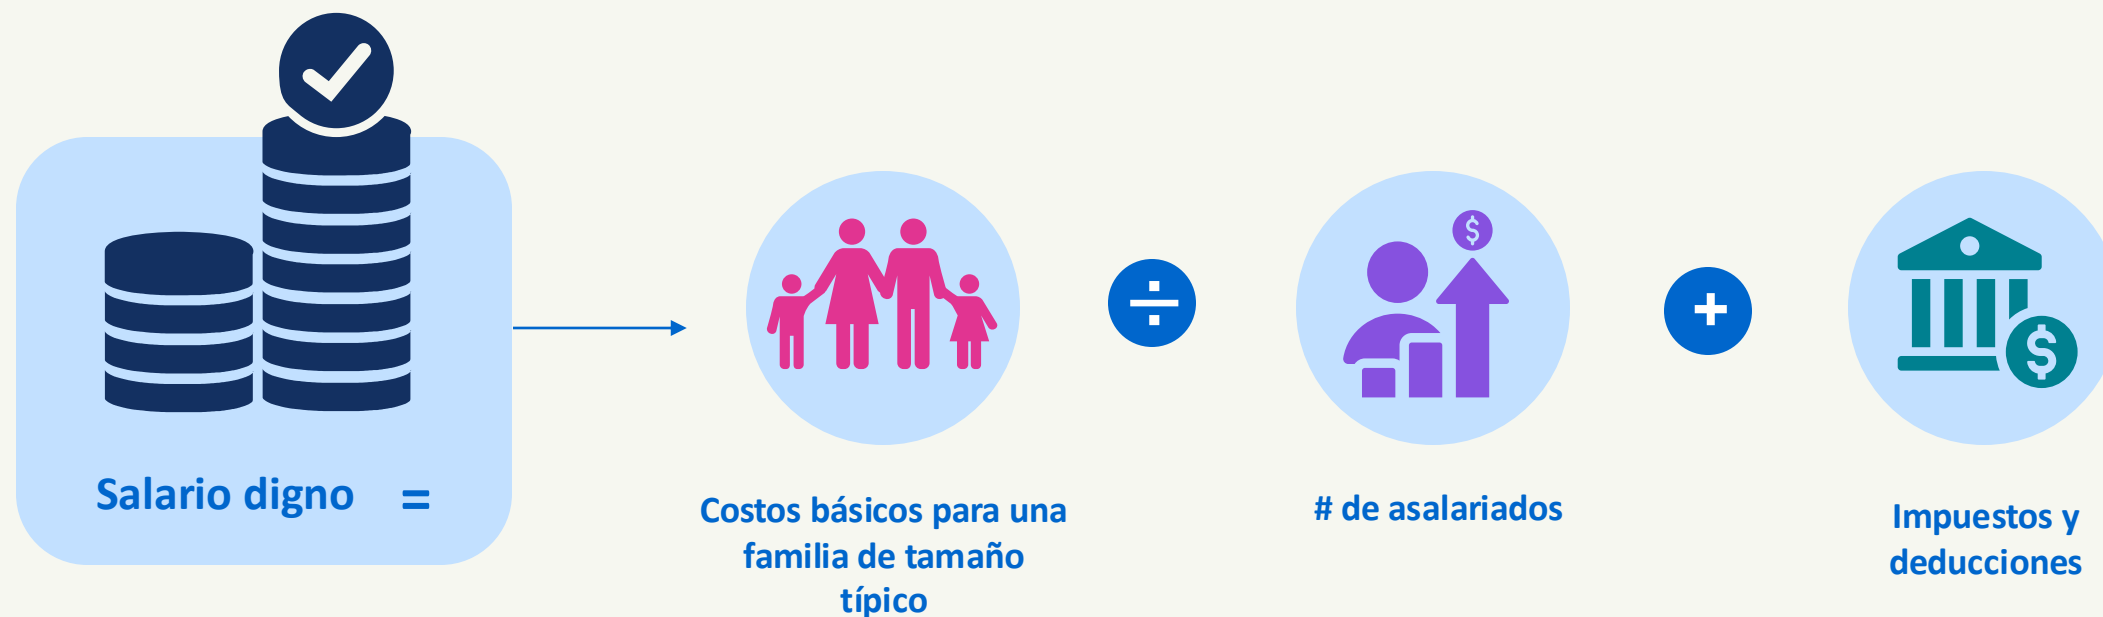 Salario digno =
Costos básicos para una
familia de tamaño
típico
÷
# de asalariados
+
Impuestos y
deducciones
$
$